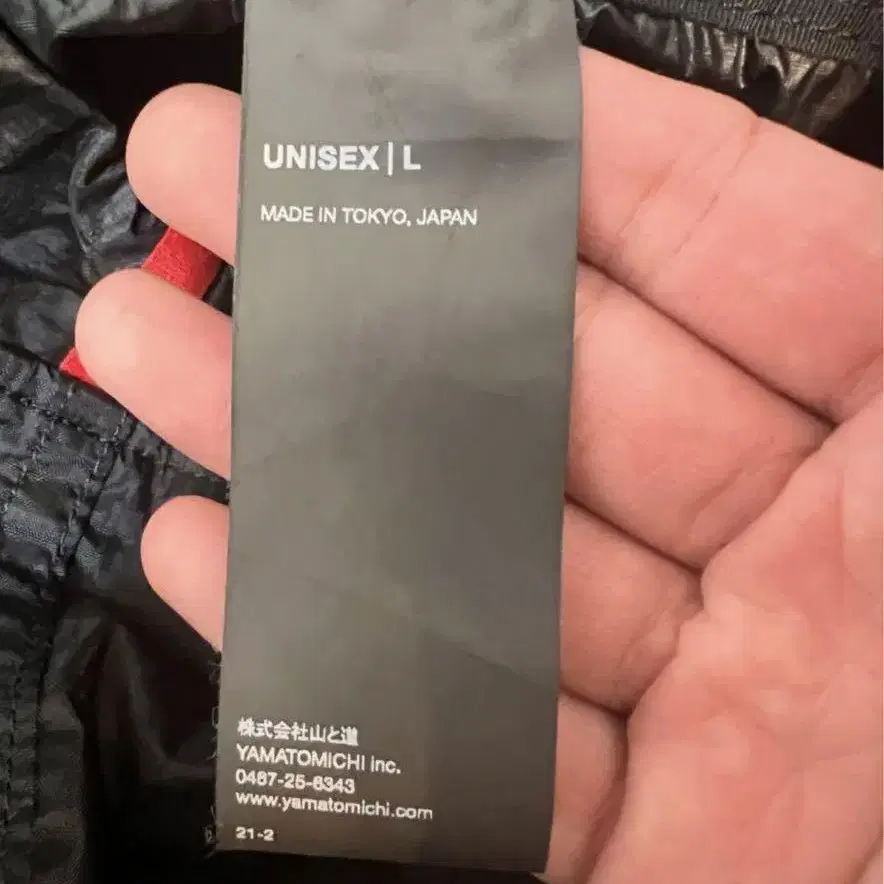 UNISEX | L
MADE IN TOKYO, JAPAN
株式会社山と道
YAMATOMICHI inc.
0467-25-6343
www.yamatomichi.com
21-2